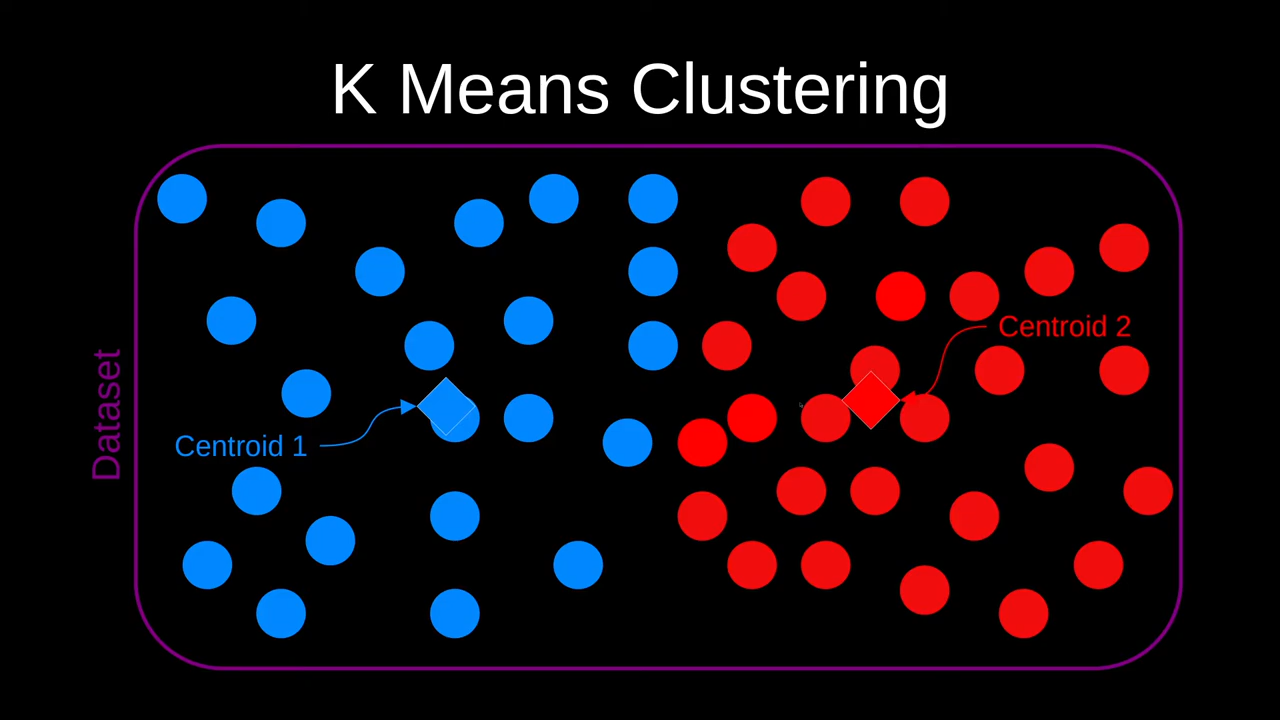 K Means Clustering
Dataset
Centroid 1
Centroid 2